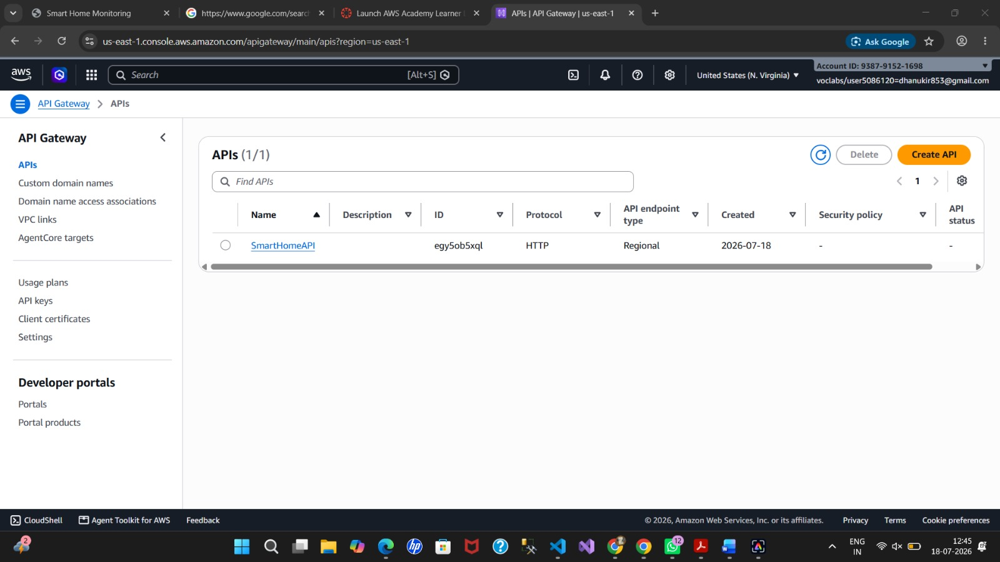 Smart Home Monitoring
https://www.google.com/searc
Launch AWS Academy Learner
APIs | API Gateway | us-east-1
us-east-1.console.aws.amazon.com/apigateway/main/apis?region=us-east-1
Ask Google
aws
Search
[Alt+S]
United States (N. Virginia)
Account ID: 9387-9152-1698
voclabs/user5086120=dhanukir853@gmail.com
API Gateway
APIs
API Gateway
APIs
Custom domain names
Domain name access associations
VPC links
AgentCore targets
Usage plans
API keys
Client certificates
Settings
Developer portals
Portals
Portal products
APIs (1/1)
Delete
Create API
Find APIs
1
Name
Description
ID
Protocol
API endpoint
type
Created
Security policy
API
status
SmartHomeAPI
egy5ob5xql
HTTP
Regional
2026-07-18
-
-
CloudShell
Agent Toolkit for AWS
Feedback
© 2026, Amazon Web Services, Inc. or its affiliates.
Privacy
Terms
Cookie preferences
2
hp
12
ENG
IN
12:45
18-07-2026